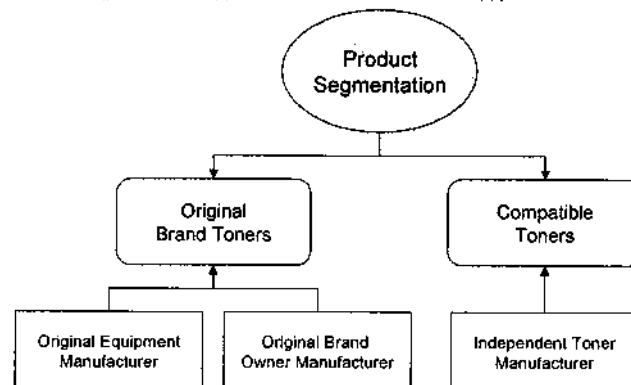 Product
Segmentation
Original
Brand Toners
Compatible
Toners
Original Equipment
Manufacturer
Original Brand
Owner Manufacturer
Independent Toner
Manufacturer